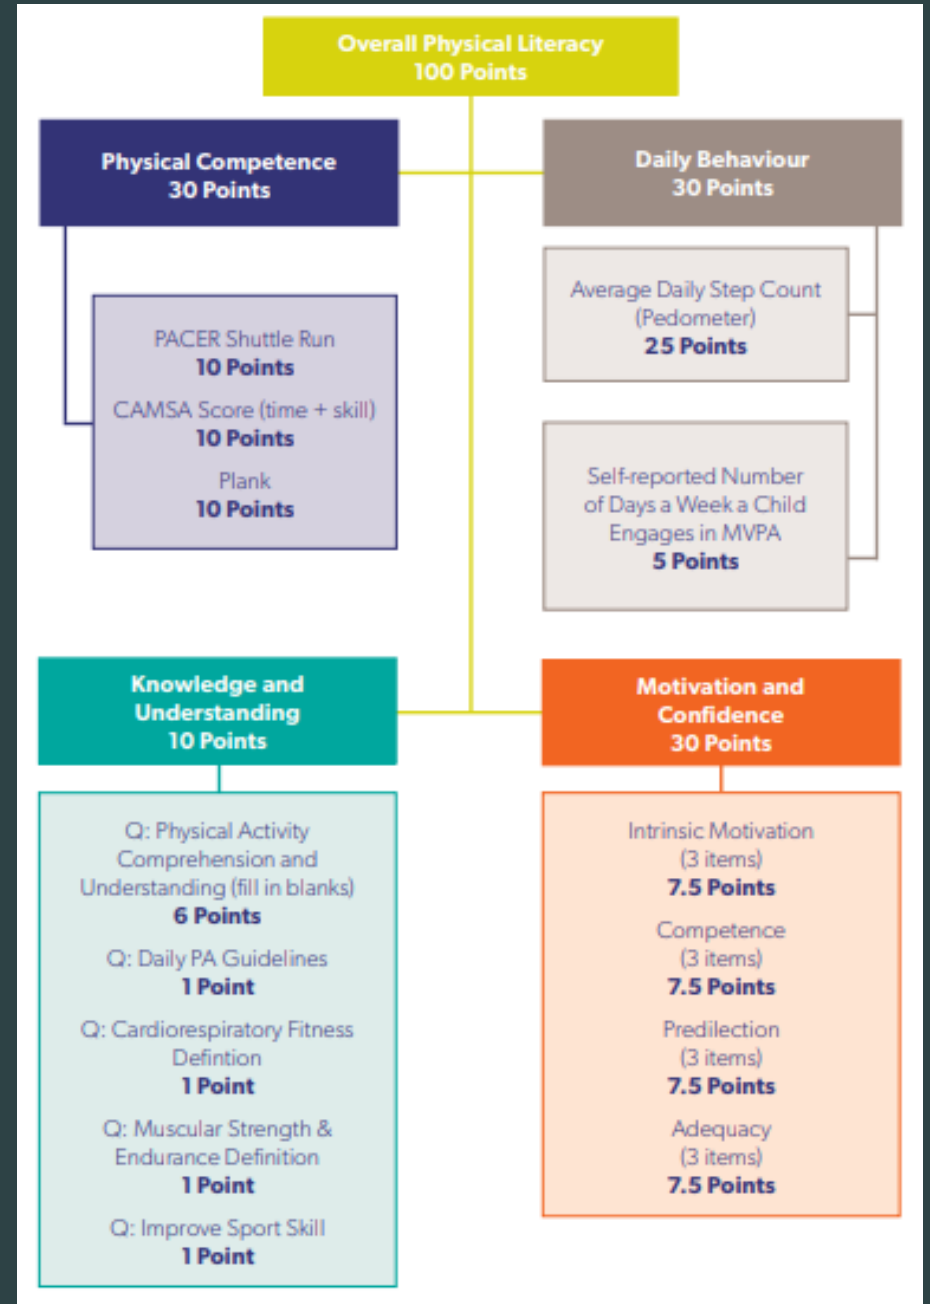 Overall Physical Literacy
100 Points
Physical Competence
30 Points
PACER Shuttle Run
10 Points
CAMSA Score (time + skill)
10 Points
Plank
10 Points
Daily Behaviour
30 Points
Average Daily Step Count
(Pedometer)
25 Points
Self-reported Number
of Days a Week a Child
Engages in MVPA
5 Points
Knowledge and
Understanding
10 Points
Q: Physical Activity
Comprehension and
Understanding (fill in blanks)
6 Points
Q: Daily PA Guidelines
1 Point
Q: Cardiorespiratory Fitness
Defintion
1 Point
Q: Muscular Strength &
Endurance Definition
1 Point
Q: Improve Sport Skill
1 Point
Motivation and
Confidence
30 Points
Intrinsic Motivation
(3 items)
7.5 Points
Competence
(3 items)
7.5 Points
Predilection
(3 items)
7.5 Points
Adequacy
(3 items)
7.5 Points